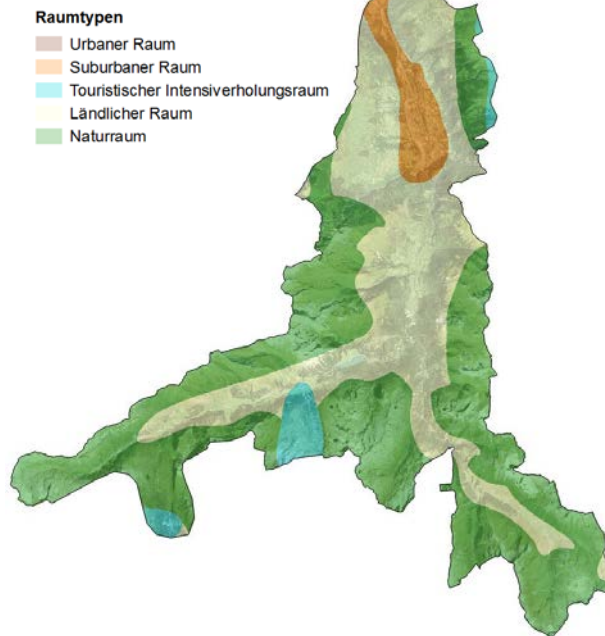 Raumtypen
Urbaner Raum
Suburbaner Raum
Touristischer Intensiverholungsraum
Ländlicher Raum
Naturraum